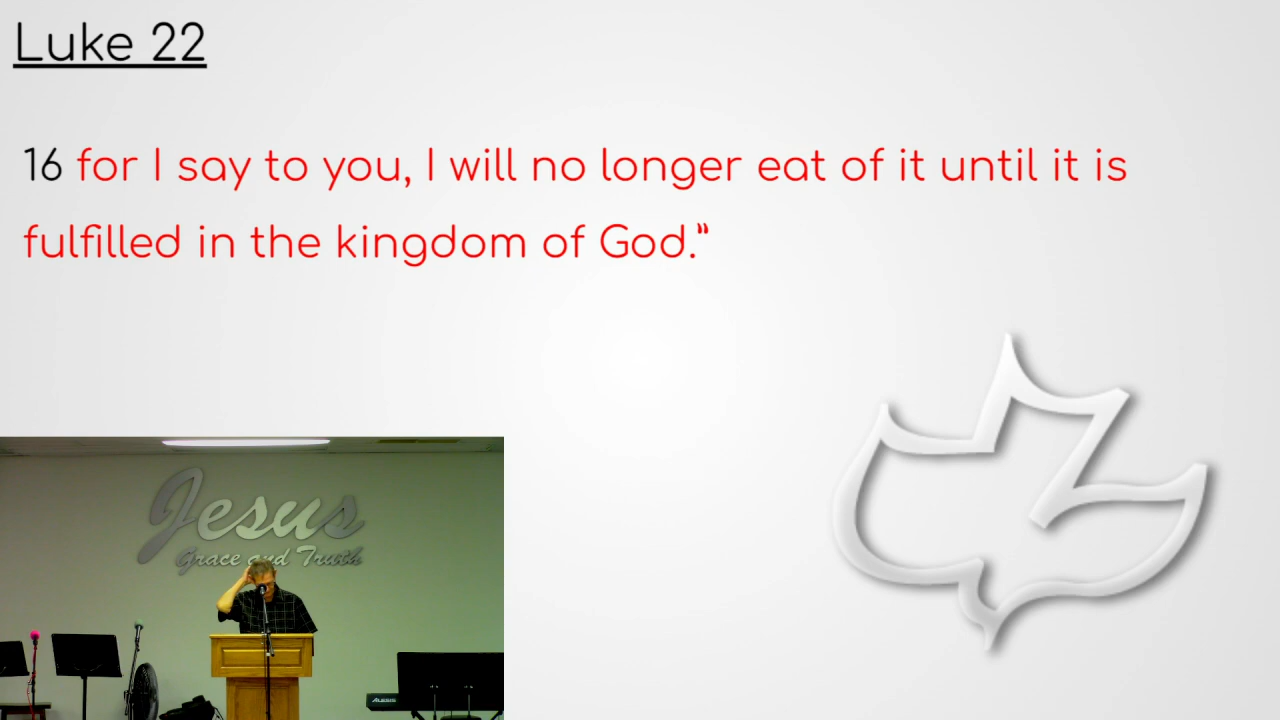 Luke 22
16 for I say to you, I will no longer eat of it until it is
fulfilled in the kingdom of God.”
Jesus
Grace and Truth
ALESIS